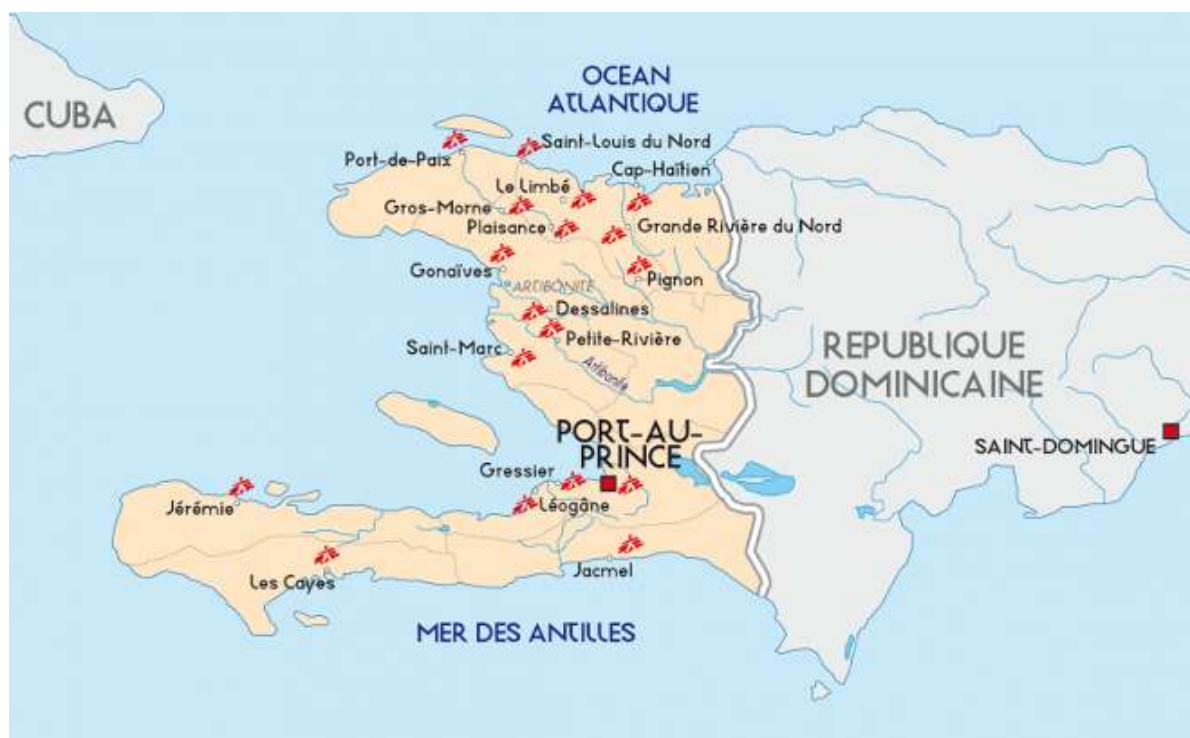 OCEAN
ATLANTIQUE
CUBA
Saint-Louis du Nord
Port-de-Paix
Cap-Haïtien
Le Limbé
Gros-Morne
Plaisance
Grande Rivière du Nord
Gonaïves
Pignon
ARTIBONITE
Dessalines
Petite-Rivière
Saint-Marc
Artibonite
REPUBLIQUE
DOMINICAINE
PORT-AU-
PRINCE
SAINT-DOMINGUE
Gressier
Léogâne
Jérémie
Jacmel
Les Cayes
MER DES ANTILLES